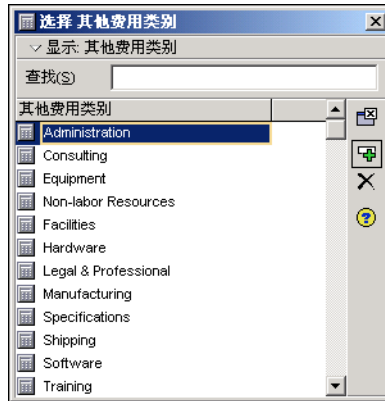 选择 其他费用类别
显示: 其他费用类别
查找(S)
其他费用类别
Administration
Consulting
Equipment
Non-labor Resources
Facilities
Hardware
Legal & Professional
Manufacturing
Specifications
Shipping
Software
Training